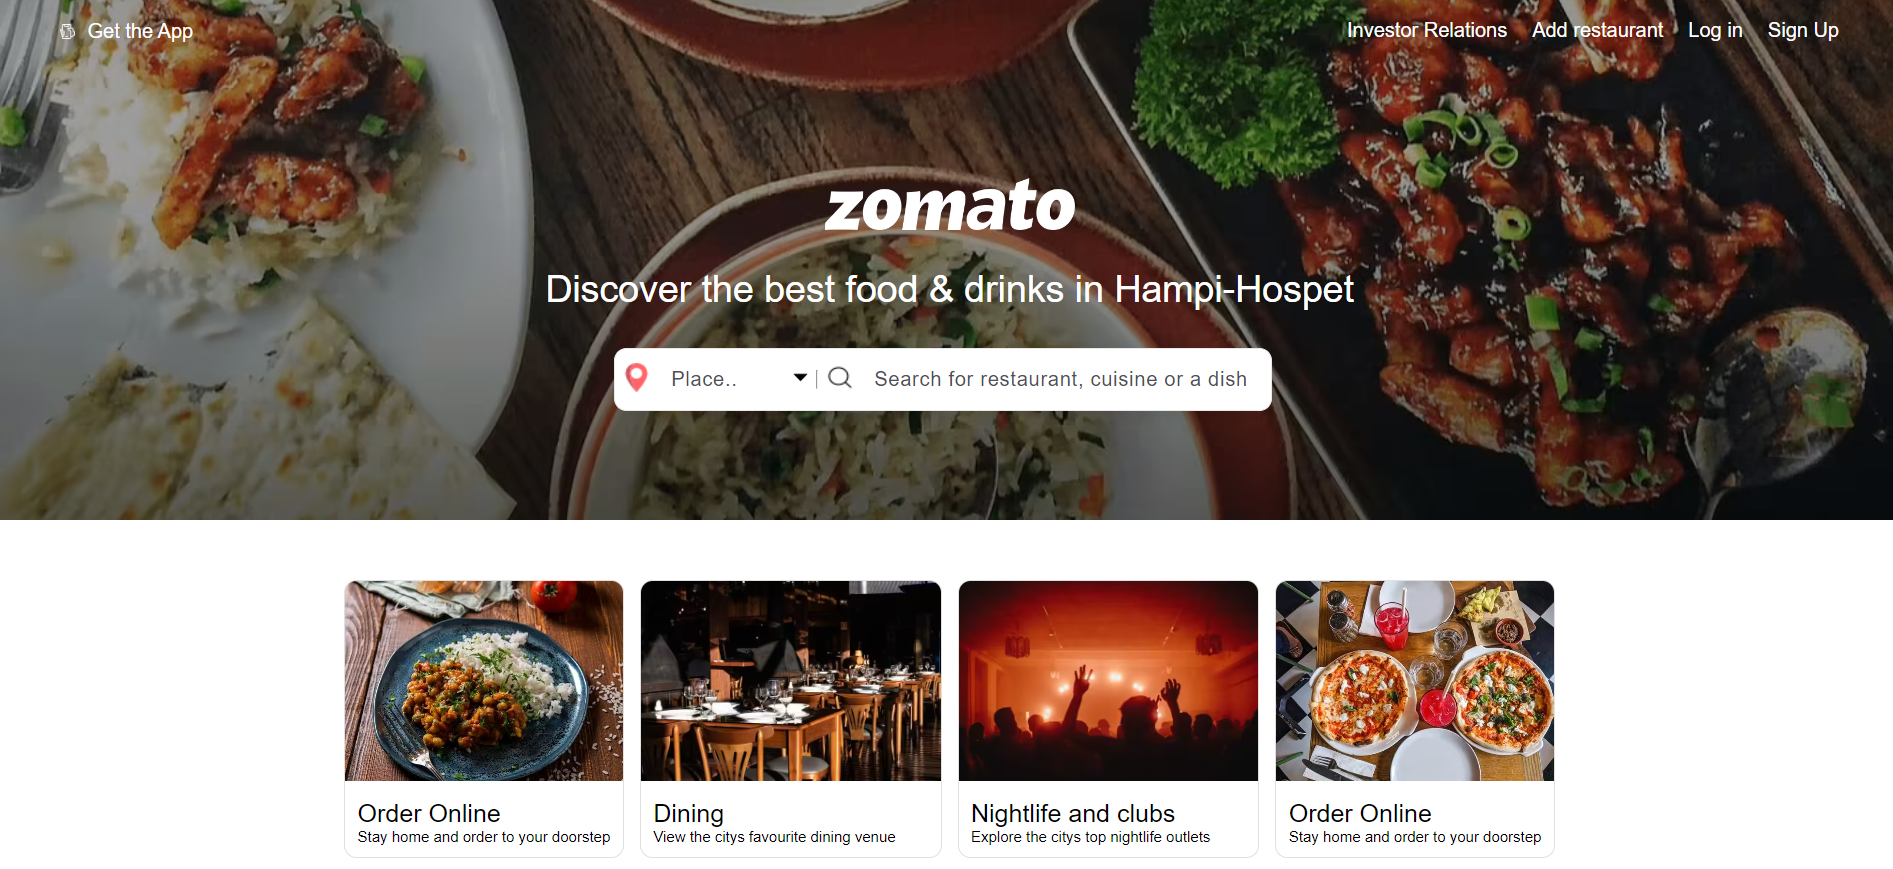 Get the App
Investor Relations Add restaurant Log in Sign Up
zomato
Discover the best food & drinks in Hampi-Hospet
Place.. | Search for restaurant, cuisine or a dish
Order Online
Stay home and order to your doorstep
Dining
View the citys favourite dining venue
Nightlife and clubs
Explore the citys top nightlife outlets
Order Online
Stay home and order to your doorstep